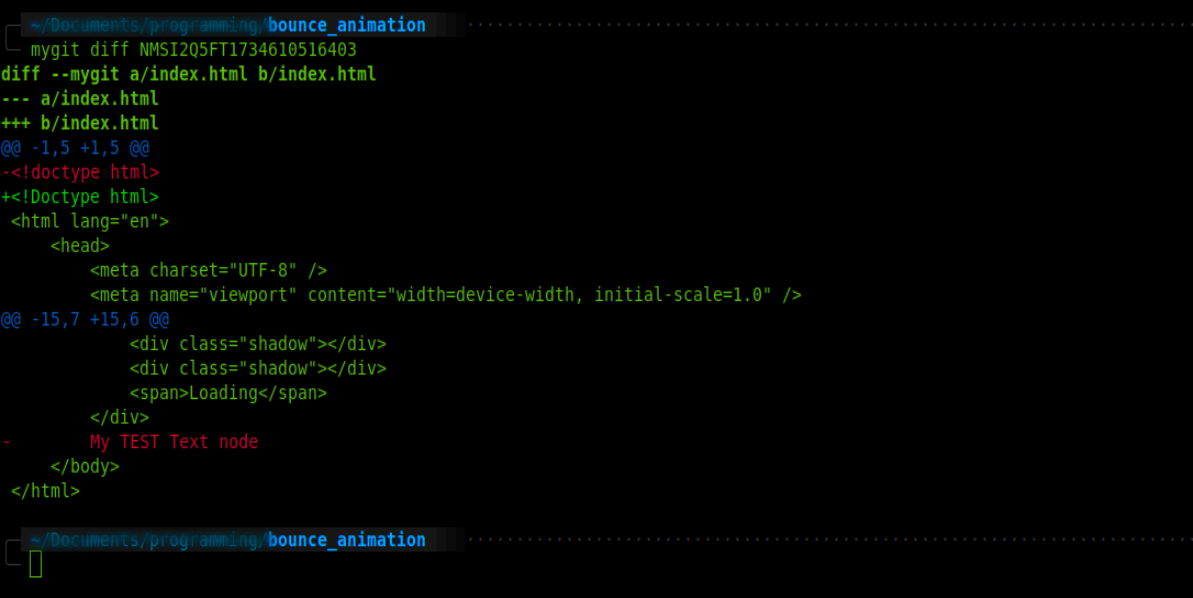 ~/Documents/programming/bounce_animation
mygit diff NMSI2Q5FT1734610516403
diff --mygit a/index.html b/index.html
--- a/index.html
+++ b/index.html
@@ -1,5 +1,5 @@
-<!doctype html>
+<!Doctype html>
 <html lang="en">
     <head>
         <meta charset="UTF-8" />
         <meta name="viewport" content="width=device-width, initial-scale=1.0" />
@@ -15,7 +15,6 @@
             <div class="shadow"></div>
             <div class="shadow"></div>
             <span>Loading</span>
         </div>
-        My TEST Text node
     </body>
 </html>
~/Documents/programming/bounce_animation